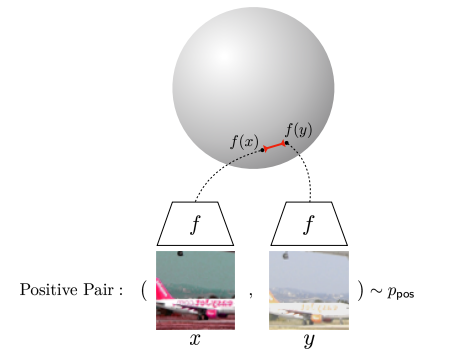 f(x) f(y)
f f
Positive Pair : ( , ) ∼ p_pos
x y